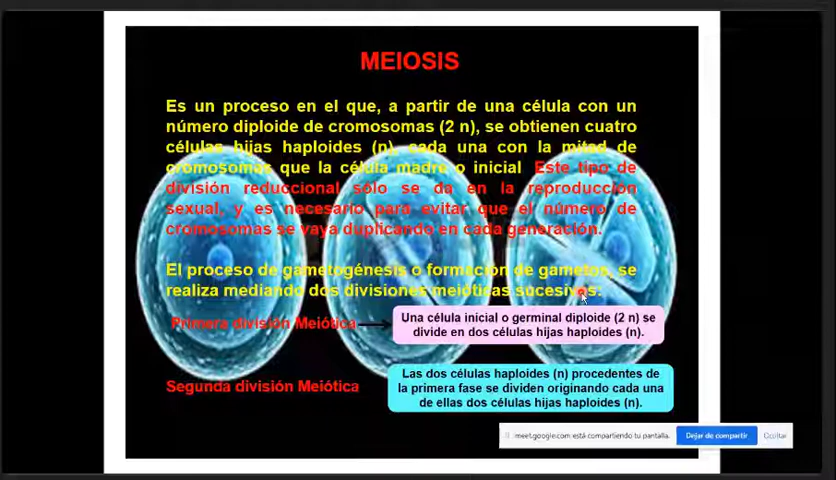 MEIOSIS
Es un proceso en el que, a partir de una célula con un
número diploide de cromosomas (2 n), se obtienen cuatro
células hijas haploides (n), cada una con la mitad de
cromosomas que la célula madre o inicial Este tipo de
división reduccional sólo se da en la reproducción
sexual, y es necesario para evitar que el número de
cromosomas se vaya duplicando en cada generación.
El proceso de gametogénesis o formación de gametos, se
realiza mediando dos divisiones meióticas sucesivas:
Primera división Meiótica
Una célula inicial o germinal diploide (2 n) se
divide en dos células hijas haploides (n).
Segunda división Meiótica
Las dos células haploides (n) procedentes de
la primera fase se dividen originando cada una
de ellas dos células hijas haploides (n).
meet.google.com está compartiendo tu pantalla.
Dejar de compartir
Ocultar